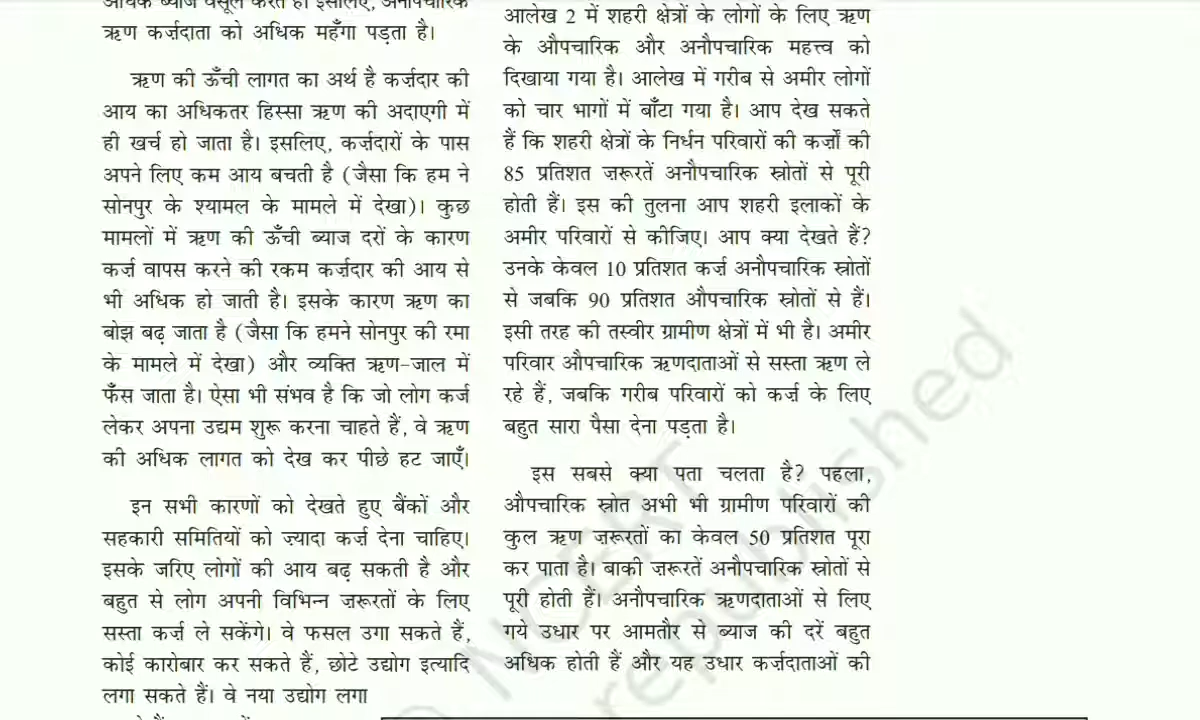 अधिक ब्याज वसूल करते हैं। इसलिए, अनौपचारिक
ऋण कर्ज़दाता को अधिक महँगा पड़ता है।
ऋण की ऊँची लागत का अर्थ है कर्ज़दार की
आय का अधिकतर हिस्सा ऋण की अदाएगी में
ही खर्च हो जाता है। इसलिए, कर्ज़दारों के पास
अपने लिए कम आय बचती है (जैसा कि हम ने
सोनपुर के श्यामल के मामले में देखा)। कुछ
मामलों में ऋण की ऊँची ब्याज दरों के कारण
कर्ज़ वापस करने की रकम कर्ज़दार की आय से
भी अधिक हो जाती है। इसके कारण ऋण का
बोझ बढ़ जाता है (जैसा कि हमने सोनपुर की रमा
के मामले में देखा) और व्यक्ति ऋण-जाल में
फँस जाता है। ऐसा भी संभव है कि जो लोग कर्ज
लेकर अपना उद्यम शुरू करना चाहते हैं, वे ऋण
की अधिक लागत को देख कर पीछे हट जाएँ।
इन सभी कारणों को देखते हुए बैंकों और
सहकारी समितियों को ज़्यादा कर्ज़ देना चाहिए।
इसके जरिए लोगों की आय बढ़ सकती है और
बहुत से लोग अपनी विभिन्न ज़रूरतों के लिए
सस्ता कर्ज़ ले सकेंगे। वे फसल उगा सकते हैं,
कोई कारोबार कर सकते हैं, छोटे उद्योग इत्यादि
लगा सकते हैं। वे नया उद्योग लगा
आलेख 2 में शहरी क्षेत्रों के लोगों के लिए ऋण
के औपचारिक और अनौपचारिक महत्त्व को
दिखाया गया है। आलेख में गरीब से अमीर लोगों
को चार भागों में बाँटा गया है। आप देख सकते
हैं कि शहरी क्षेत्रों के निर्धन परिवारों की कर्जों की
85 प्रतिशत ज़रूरतें अनौपचारिक स्रोतों से पूरी
होती हैं। इस की तुलना आप शहरी इलाकों के
अमीर परिवारों से कीजिए। आप क्या देखते हैं?
उनके केवल 10 प्रतिशत कर्ज़ अनौपचारिक स्रोतों
से जबकि 90 प्रतिशत औपचारिक स्रोतों से हैं।
इसी तरह की तस्वीर ग्रामीण क्षेत्रों में भी है। अमीर
परिवार औपचारिक ऋणदाताओं से सस्ता ऋण ले
रहे हैं, जबकि गरीब परिवारों को कर्ज़ के लिए
बहुत सारा पैसा देना पड़ता है।
इस सबसे क्या पता चलता है? पहला,
औपचारिक स्रोत अभी भी ग्रामीण परिवारों की
कुल ऋण ज़रूरतों का केवल 50 प्रतिशत पूरा
कर पाता है। बाकी ज़रूरतें अनौपचारिक स्रोतों से
पूरी होती हैं। अनौपचारिक ऋणदाताओं से लिए
गये उधार पर आमतौर से ब्याज की दरें बहुत
अधिक होती हैं और यह उधार कर्ज़दाताओं की
NCERT
republished